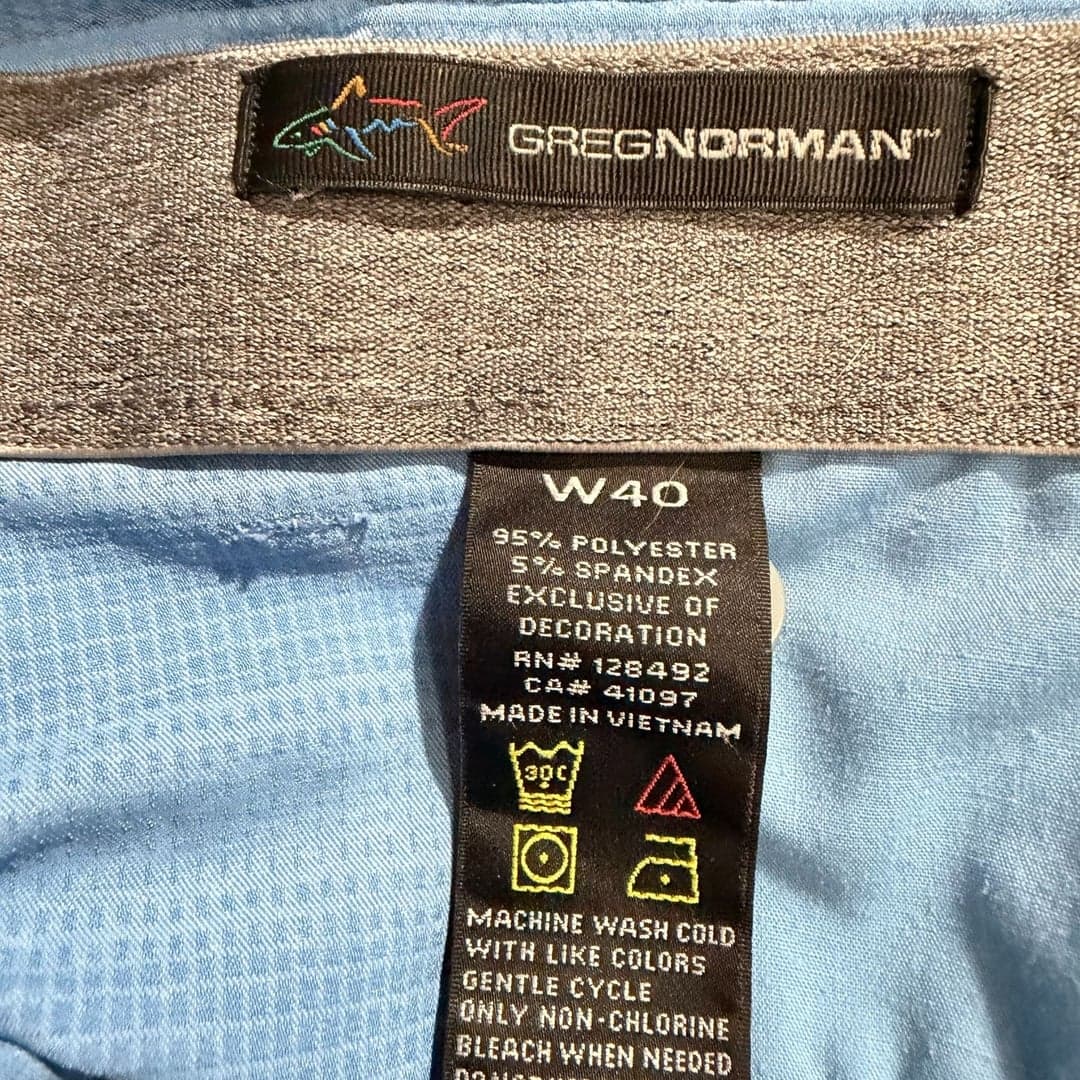 GREGNORMAN™
W40
95% POLYESTER
5% SPANDEX
EXCLUSIVE OF
DECORATION
RN# 128492
CA# 41097
MADE IN VIETNAM
30C
MACHINE WASH COLD
WITH LIKE COLORS
GENTLE CYCLE
ONLY NON-CHLORINE
BLEACH WHEN NEEDED